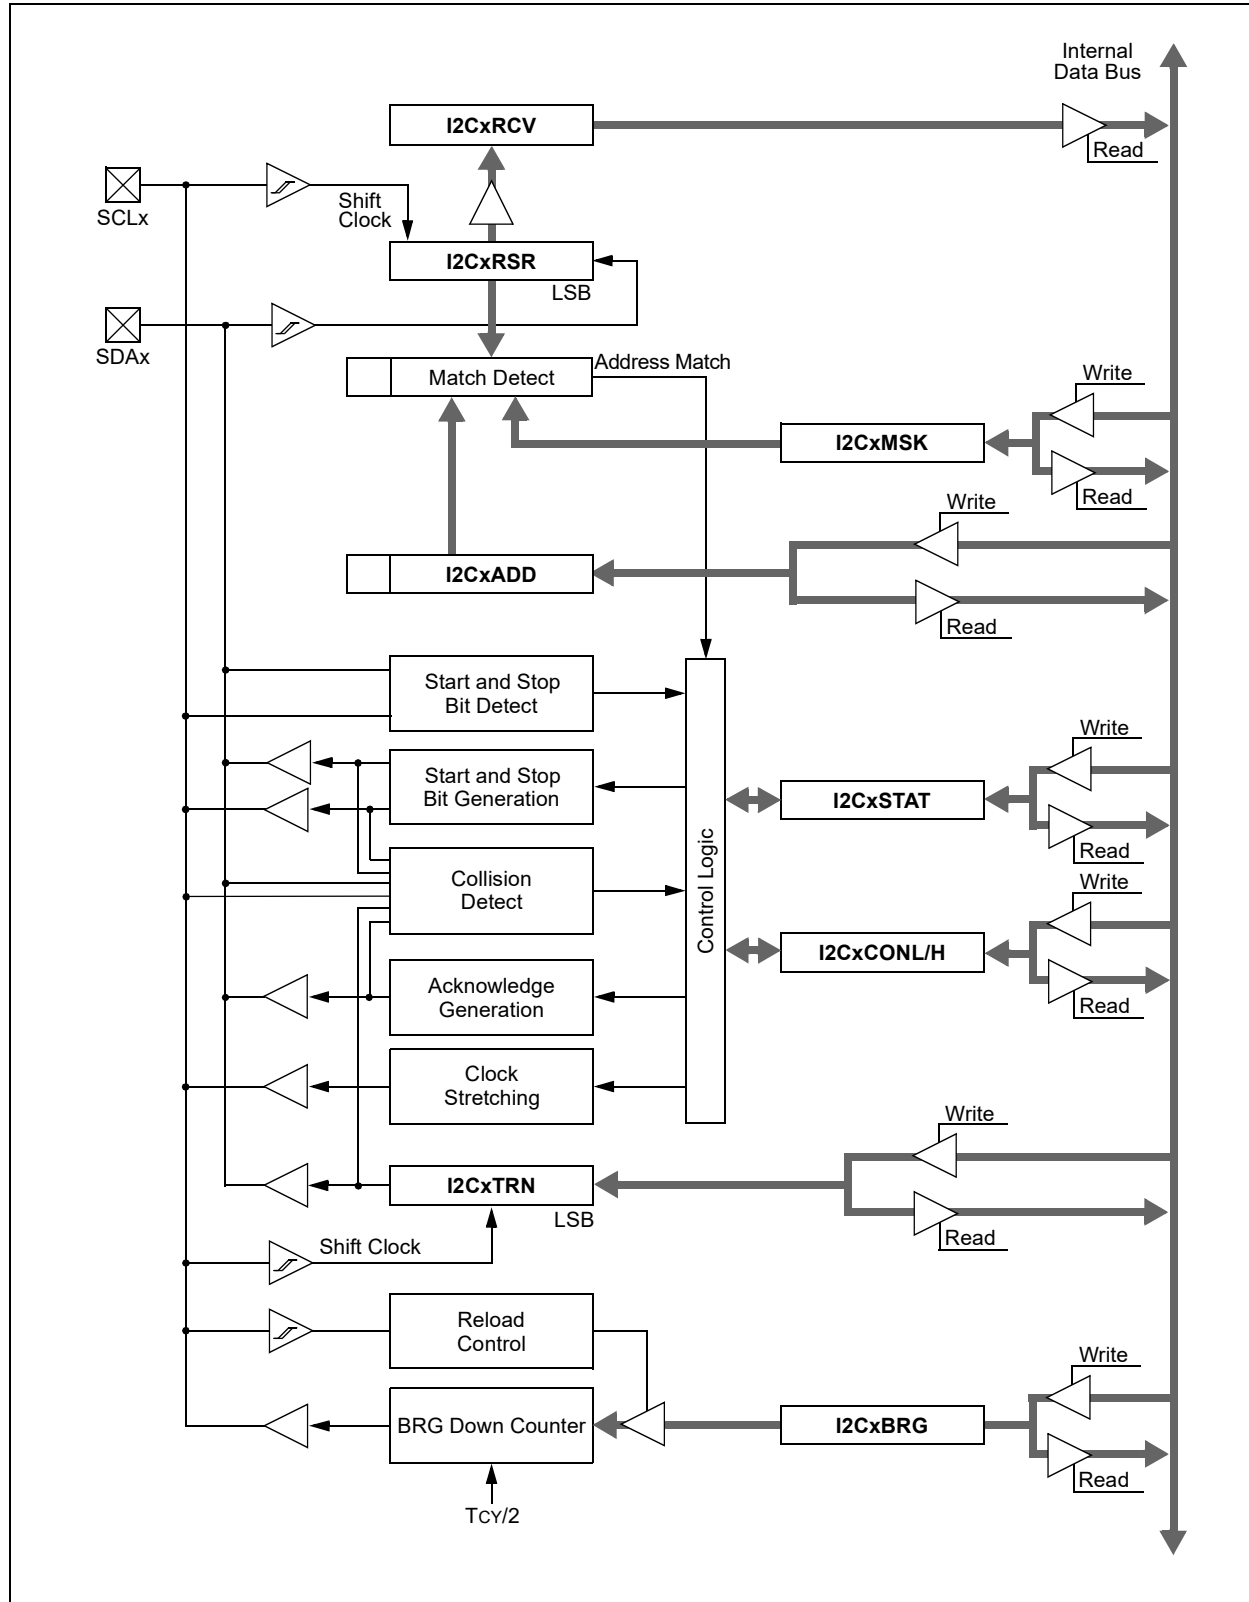 Internal
Data Bus
I2CxRCV
Read
SCLx
Shift
Clock
I2CxRSR
LSB
SDAx
Address Match
Match Detect
Write
I2CxMSK
Read
Write
I2CxADD
Read
Start and Stop
Bit Detect
Write
Start and Stop
Bit Generation
I2CxSTAT
Read
Control Logic
Collision
Detect
Write
I2CxCONL/H
Read
Acknowledge
Generation
Clock
Stretching
Write
I2CxTRN
LSB
Read
Shift Clock
Reload
Control
Write
BRG Down Counter
I2CxBRG
Read
TCY/2